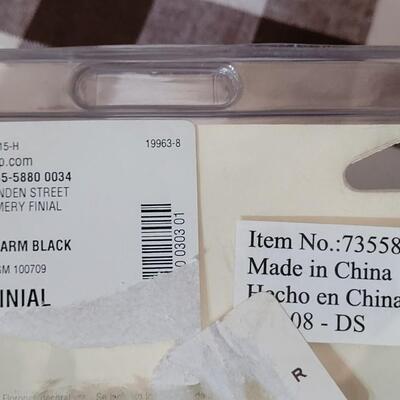 15-H
19963-8
p.com
5-5880 0034
NDEN STREET
MERY FINIAL
ARM BLACK
GM 100709
INIAL
0 0303 01
Item No.:73558
Made in China
Hecho en China
08 - DS
R